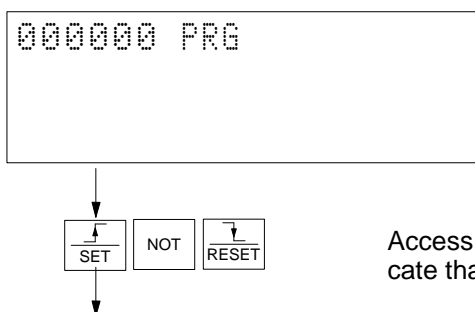 000000 PRG
SET NOT RESET
Access
cate tha